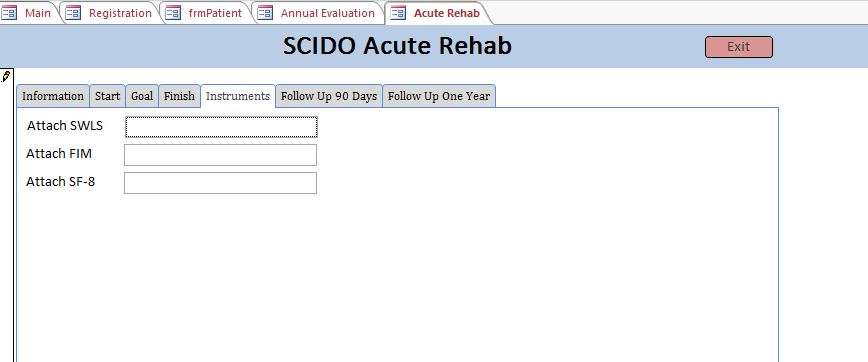 Main Registration frmPatient Annual Evaluation Acute Rehab
SCIDO Acute Rehab Exit
Information Start Goal Finish Instruments Follow Up 90 Days Follow Up One Year
Attach SWLS
Attach FIM
Attach SF-8